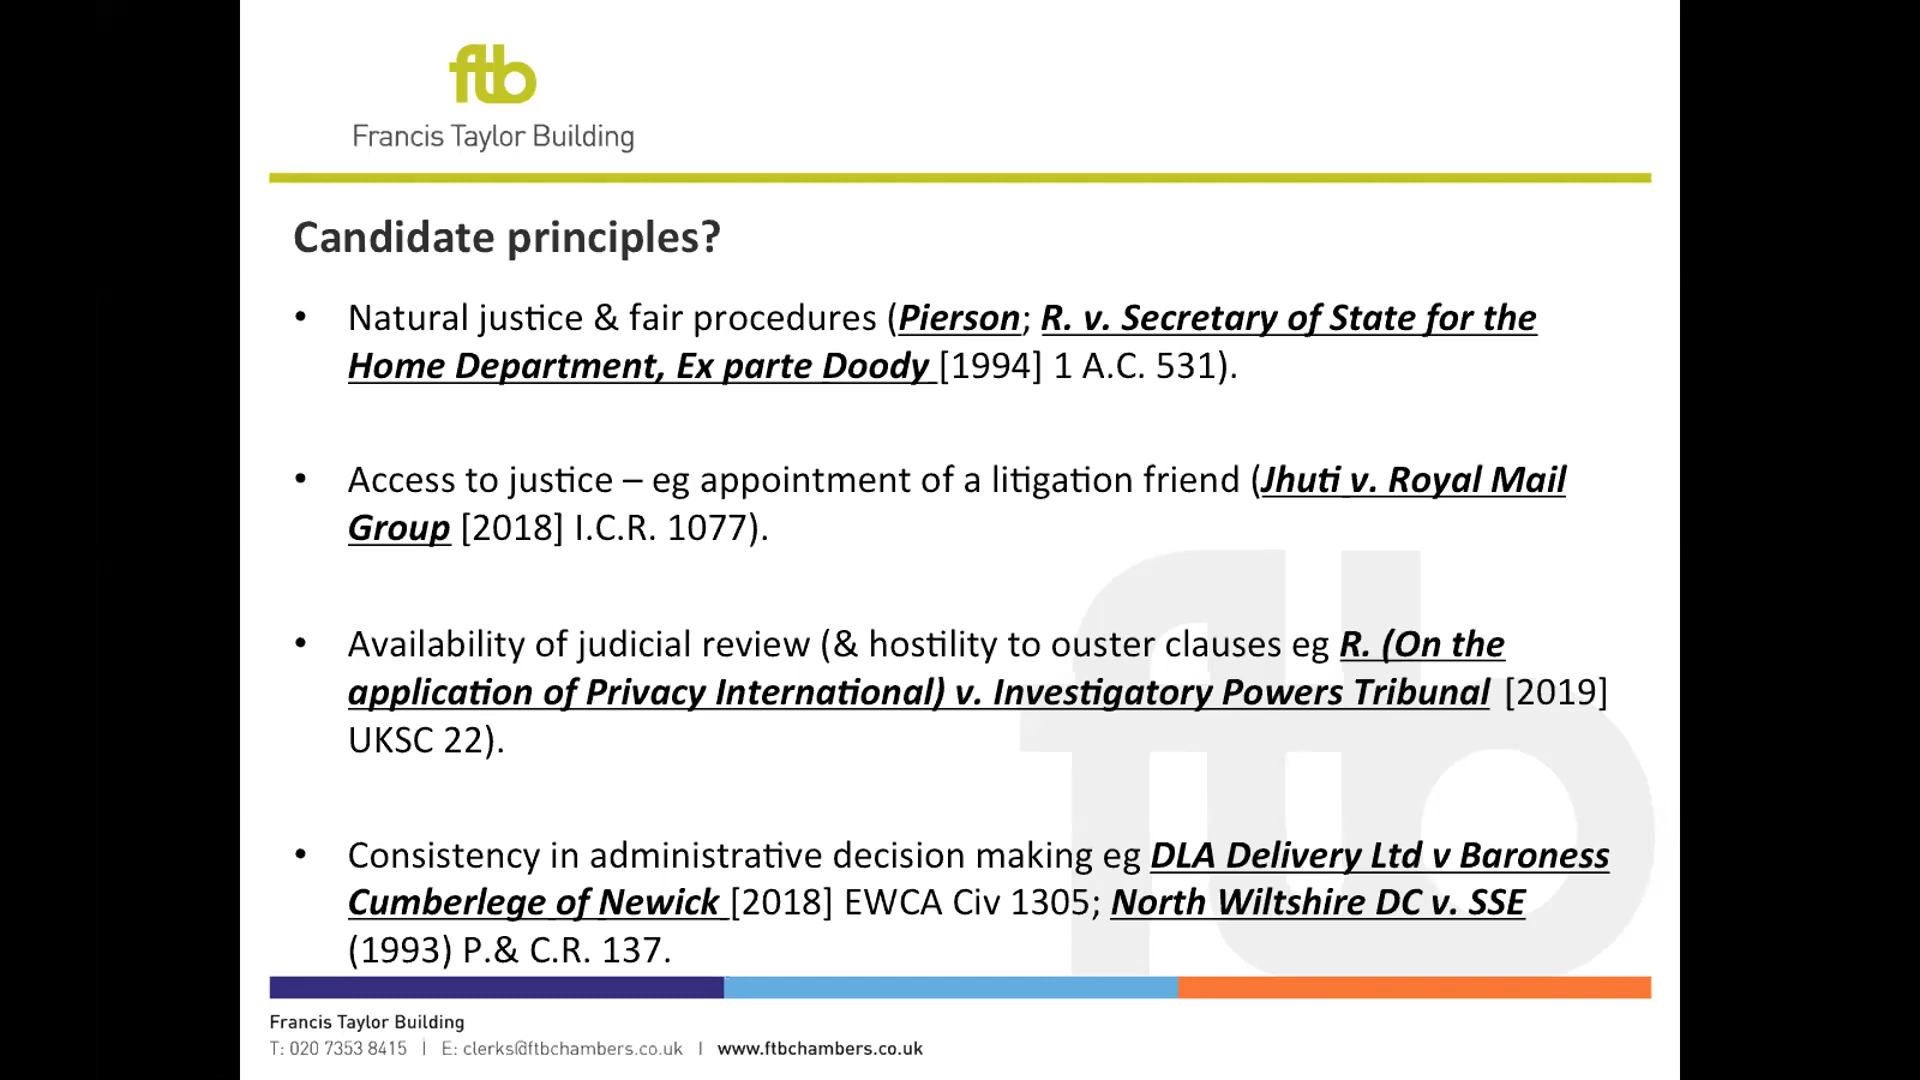 ftb
Francis Taylor Building
Candidate principles?
• Natural justice & fair procedures (Pierson; R. v. Secretary of State for the
Home Department, Ex parte Doody [1994] 1 A.C. 531).
• Access to justice – eg appointment of a litigation friend (Jhuti v. Royal Mail
Group [2018] I.C.R. 1077).
• Availability of judicial review (& hostility to ouster clauses eg R. (On the
application of Privacy International) v. Investigatory Powers Tribunal [2019]
UKSC 22).
• Consistency in administrative decision making eg DLA Delivery Ltd v Baroness
Cumberlege of Newick [2018] EWCA Civ 1305; North Wiltshire DC v. SSE
(1993) P.& C.R. 137.
ftb
Francis Taylor Building
T: 020 7353 8415 | E: clerks@ftbchambers.co.uk | www.ftbchambers.co.uk